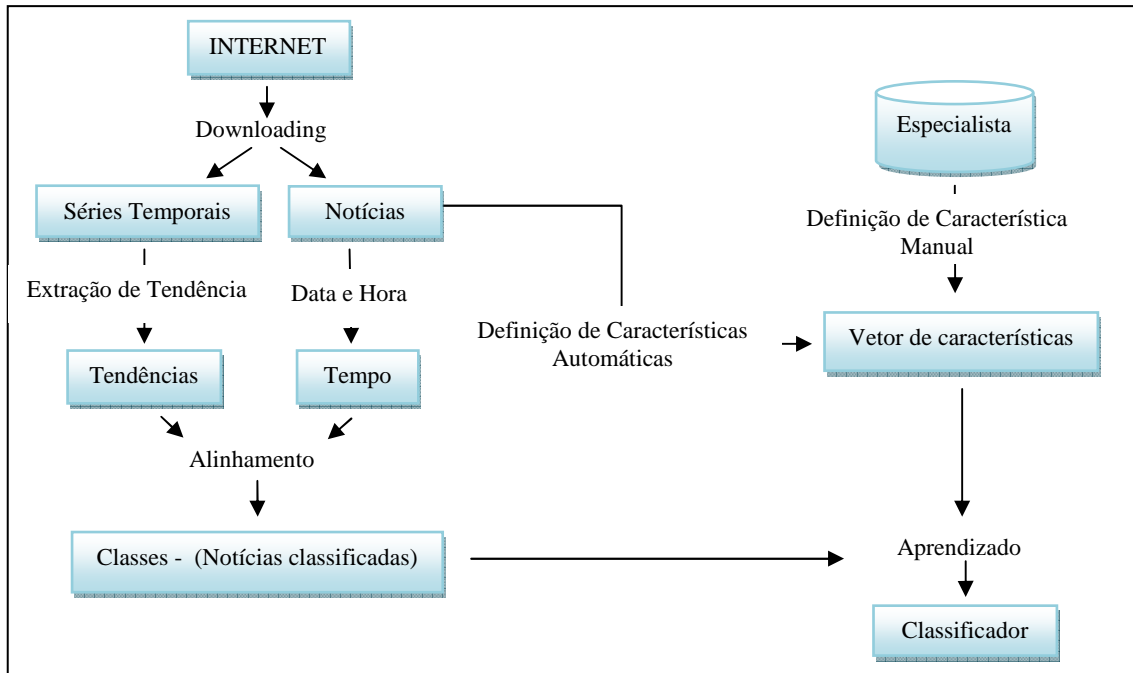 INTERNET
Downloading
Especialista
Séries Temporais
Notícias
Definição de Característica
Manual
Extração de Tendência
Data e Hora
Definição de Características
Automáticas
Vetor de características
Tendências
Tempo
Alinhamento
Classes -  (Notícias classificadas)
Aprendizado
Classificador